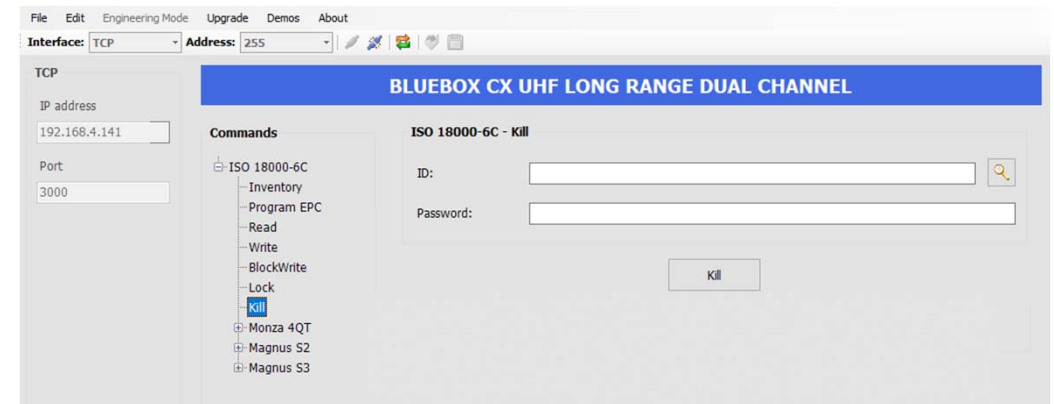 File Edit Engineering Mode Upgrade Demos About
Interface: TCP Address: 255
TCP
IP address
192.168.4.141
Port
3000
BLUEBOX CX UHF LONG RANGE DUAL CHANNEL
Commands
ISO 18000-6C
Inventory
Program EPC
Read
Write
BlockWrite
Lock
Kill
Monza 4QT
Magnus S2
Magnus S3
ISO 18000-6C - Kill
ID:
Password:
Kill